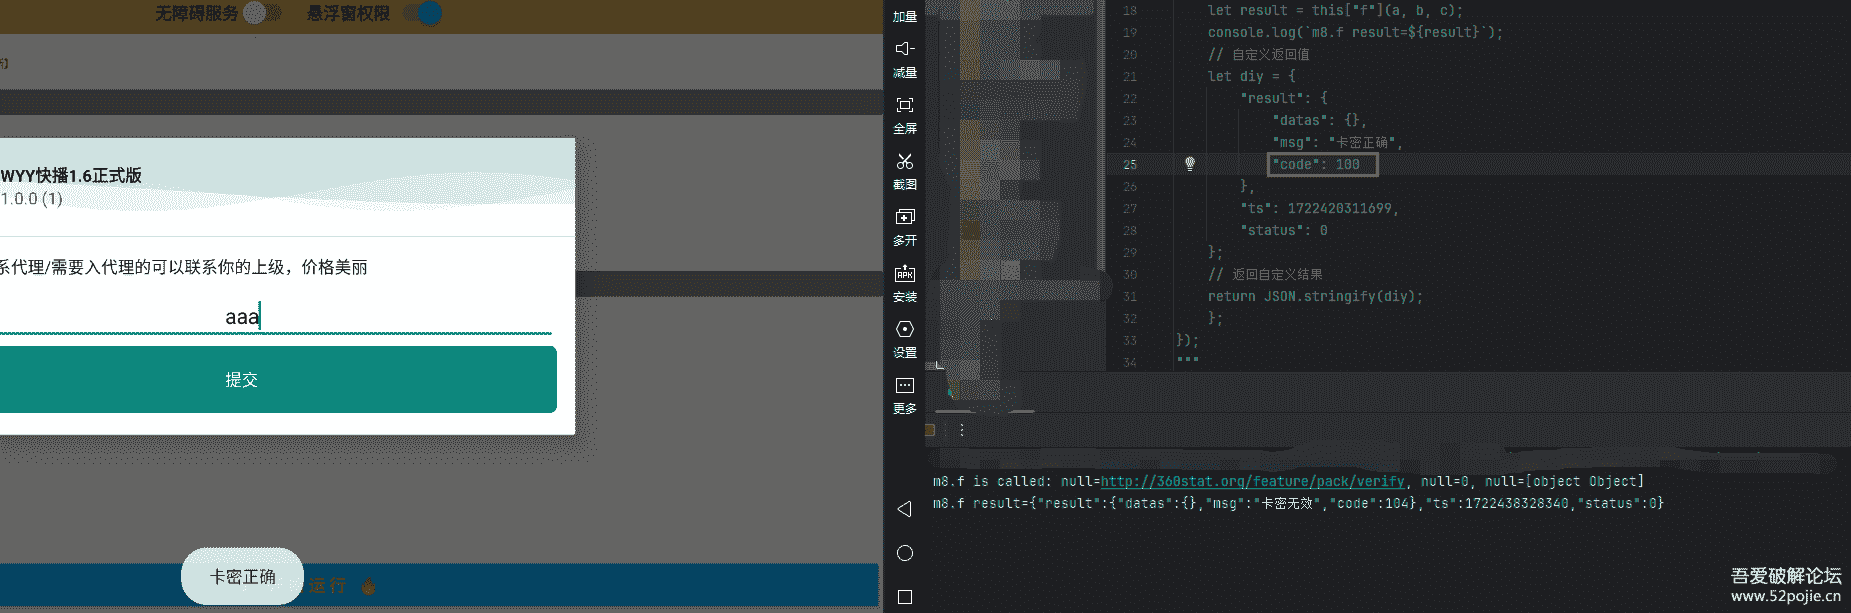 无障碍服务
悬浮窗权限
WYY快播1.6正式版
1.0.0 (1)
系代理/需要入代理的可以联系你的上级，价格美丽
aaa
提交
卡密正确
运行
加量
减量
全屏
截图
多开
APK
安装
设置
更多
18 let result = this["f"](a, b, c);
19 console.log(`m8.f result=${result}`);
20 // 自定义返回值
21 let diy = {
22 "result": {
23 "datas": {},
24 "msg": "卡密正确",
25 "code": 100
26 },
27 "ts": 1722420311699,
28 "status": 0
29 };
30 // 返回自定义结果
31 return JSON.stringify(diy);
32 };
33 });
34 """
m8.f is called: null=http://360stat.org/feature/pack/verify, null=0, null=[object Object]
m8.f result={"result":{"datas":{},"msg":"卡密无效","code":104},"ts":1722438328340,"status":0}
吾爱破解论坛
www.52pojie.cn